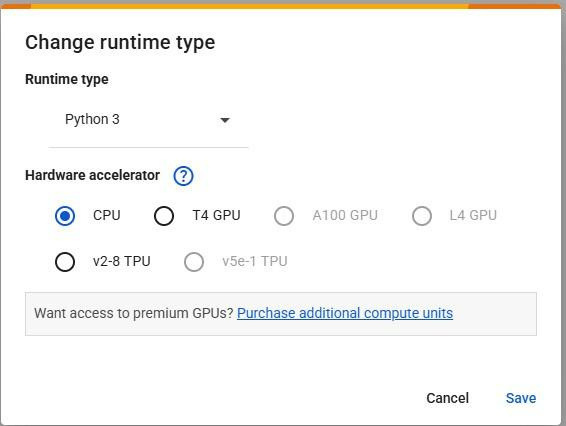 Change runtime type
Runtime type
Python 3
Hardware accelerator ?
CPU T4 GPU A100 GPU L4 GPU
v2-8 TPU v5e-1 TPU
Want access to premium GPUs? Purchase additional compute units
Cancel Save